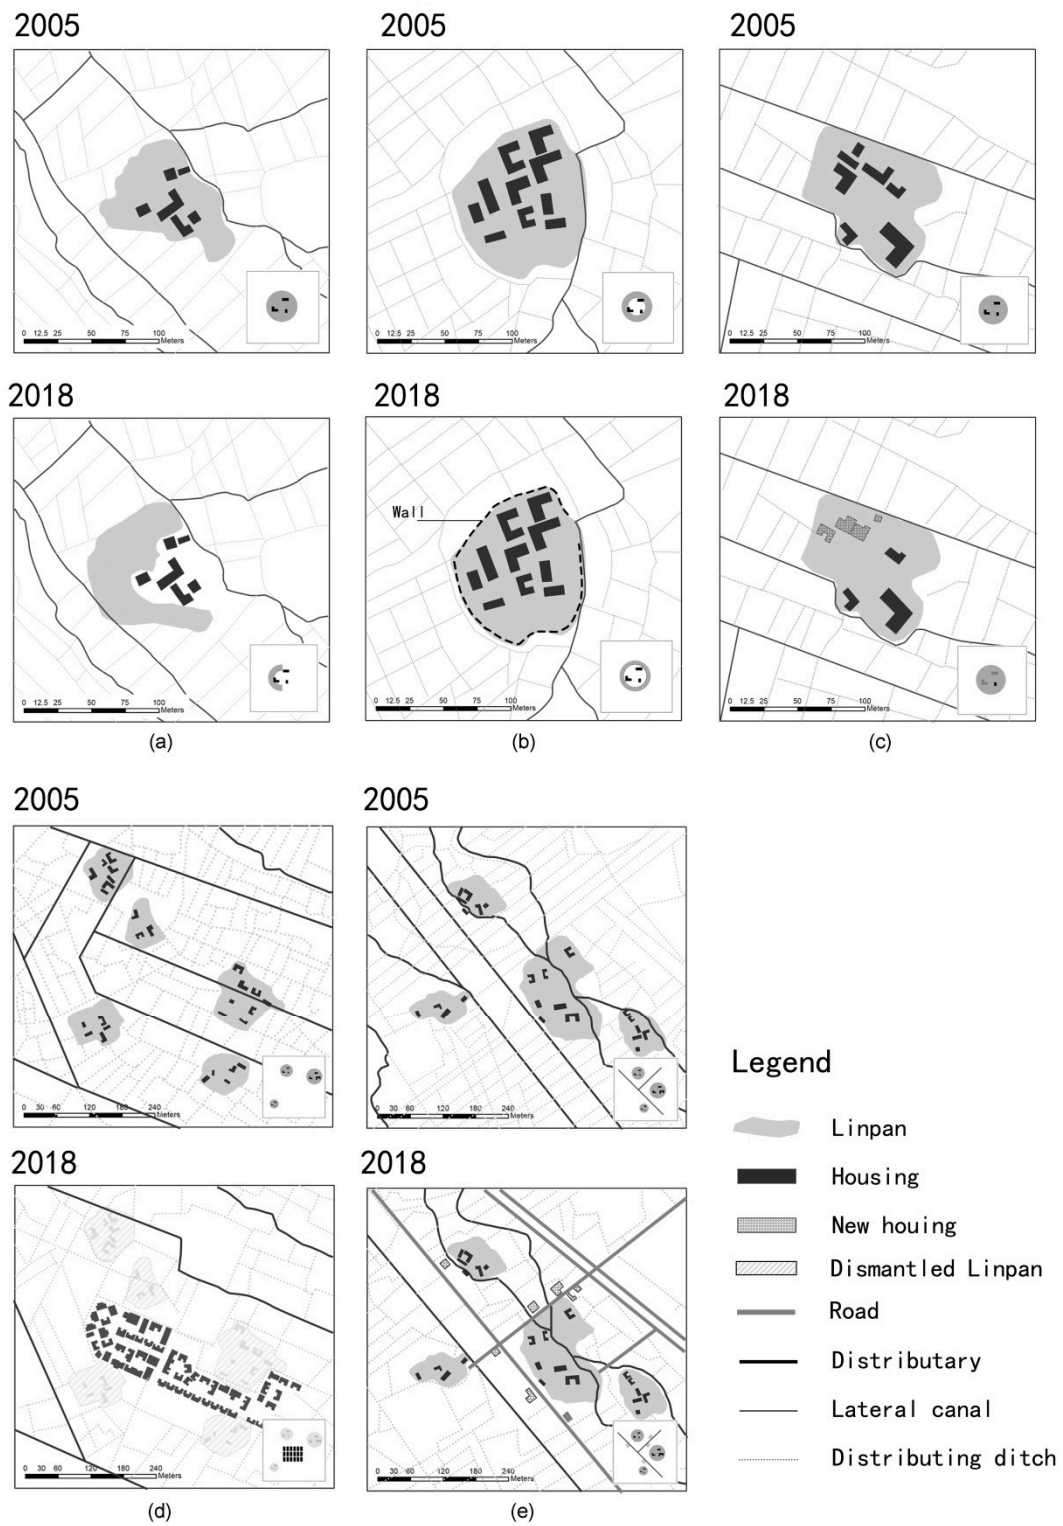 2005 2005 2005
0 12.5 25 50 75 100 Meters
0 12.5 25 50 75 100 Meters
0 12.5 25 50 75 100 Meters
2018 2018 2018
Wall
0 12.5 25 50 75 100 Meters
0 12.5 25 50 75 100 Meters
0 12.5 25 50 75 100 Meters
(a) (b) (c)
2005 2005
0 30 60 120 180 240 Meters
0 30 60 120 180 240 Meters
2018 2018
0 30 60 120 180 240 Meters
0 30 60 120 180 240 Meters
(d) (e)
Legend
Linpan
Housing
New houing
Dismantled Linpan
Road
Distributary
Lateral canal
Distributing ditch